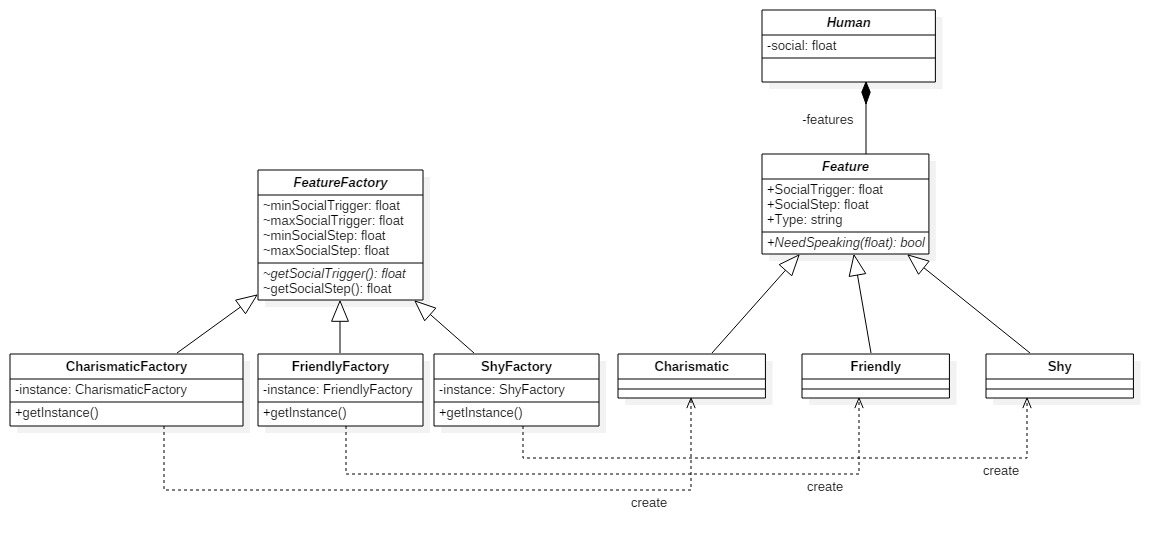 Human
-social: float
-features
Feature
+SocialTrigger: float
+SocialStep: float
+Type: string
+NeedSpeaking(float): bool
FeatureFactory
~minSocialTrigger: float
~maxSocialTrigger: float
~minSocialStep: float
~maxSocialStep: float
~getSocialTrigger(): float
~getSocialStep(): float
CharismaticFactory
-instance: CharismaticFactory
+getInstance()
FriendlyFactory
-instance: FriendlyFactory
+getInstance()
ShyFactory
-instance: ShyFactory
+getInstance()
Charismatic
Friendly
Shy
create
create
create